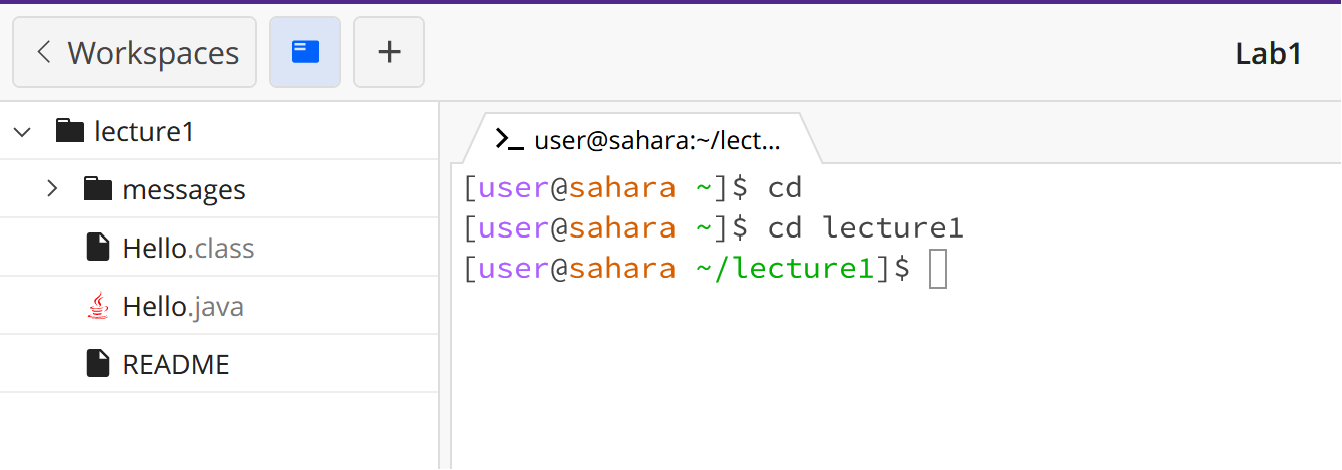 Workspaces
Lab1
lecture1
messages
Hello.class
Hello.java
README
user@sahara:~/lect...
[user@sahara ~]$ cd
[user@sahara ~]$ cd lecture1
[user@sahara ~/lecture1]$